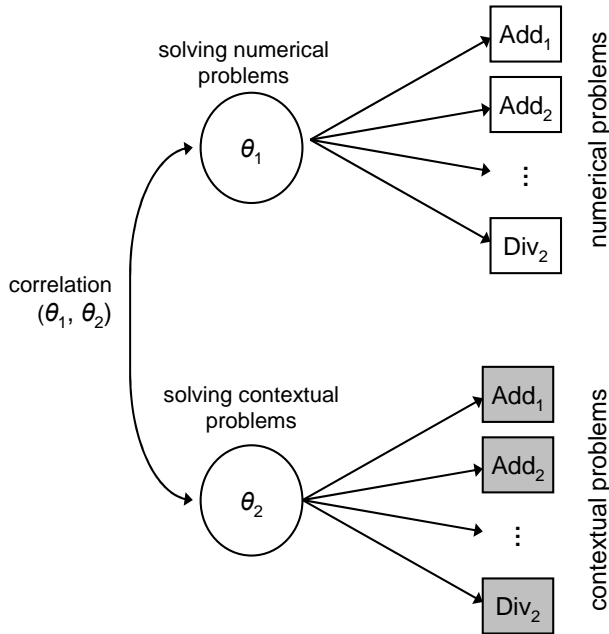 solving numerical
problems
θ₁
Add₁
Add₂
...
Div₂
numerical problems
correlation
(θ₁, θ₂)
solving contextual
problems
θ₂
Add₁
Add₂
...
Div₂
contextual problems